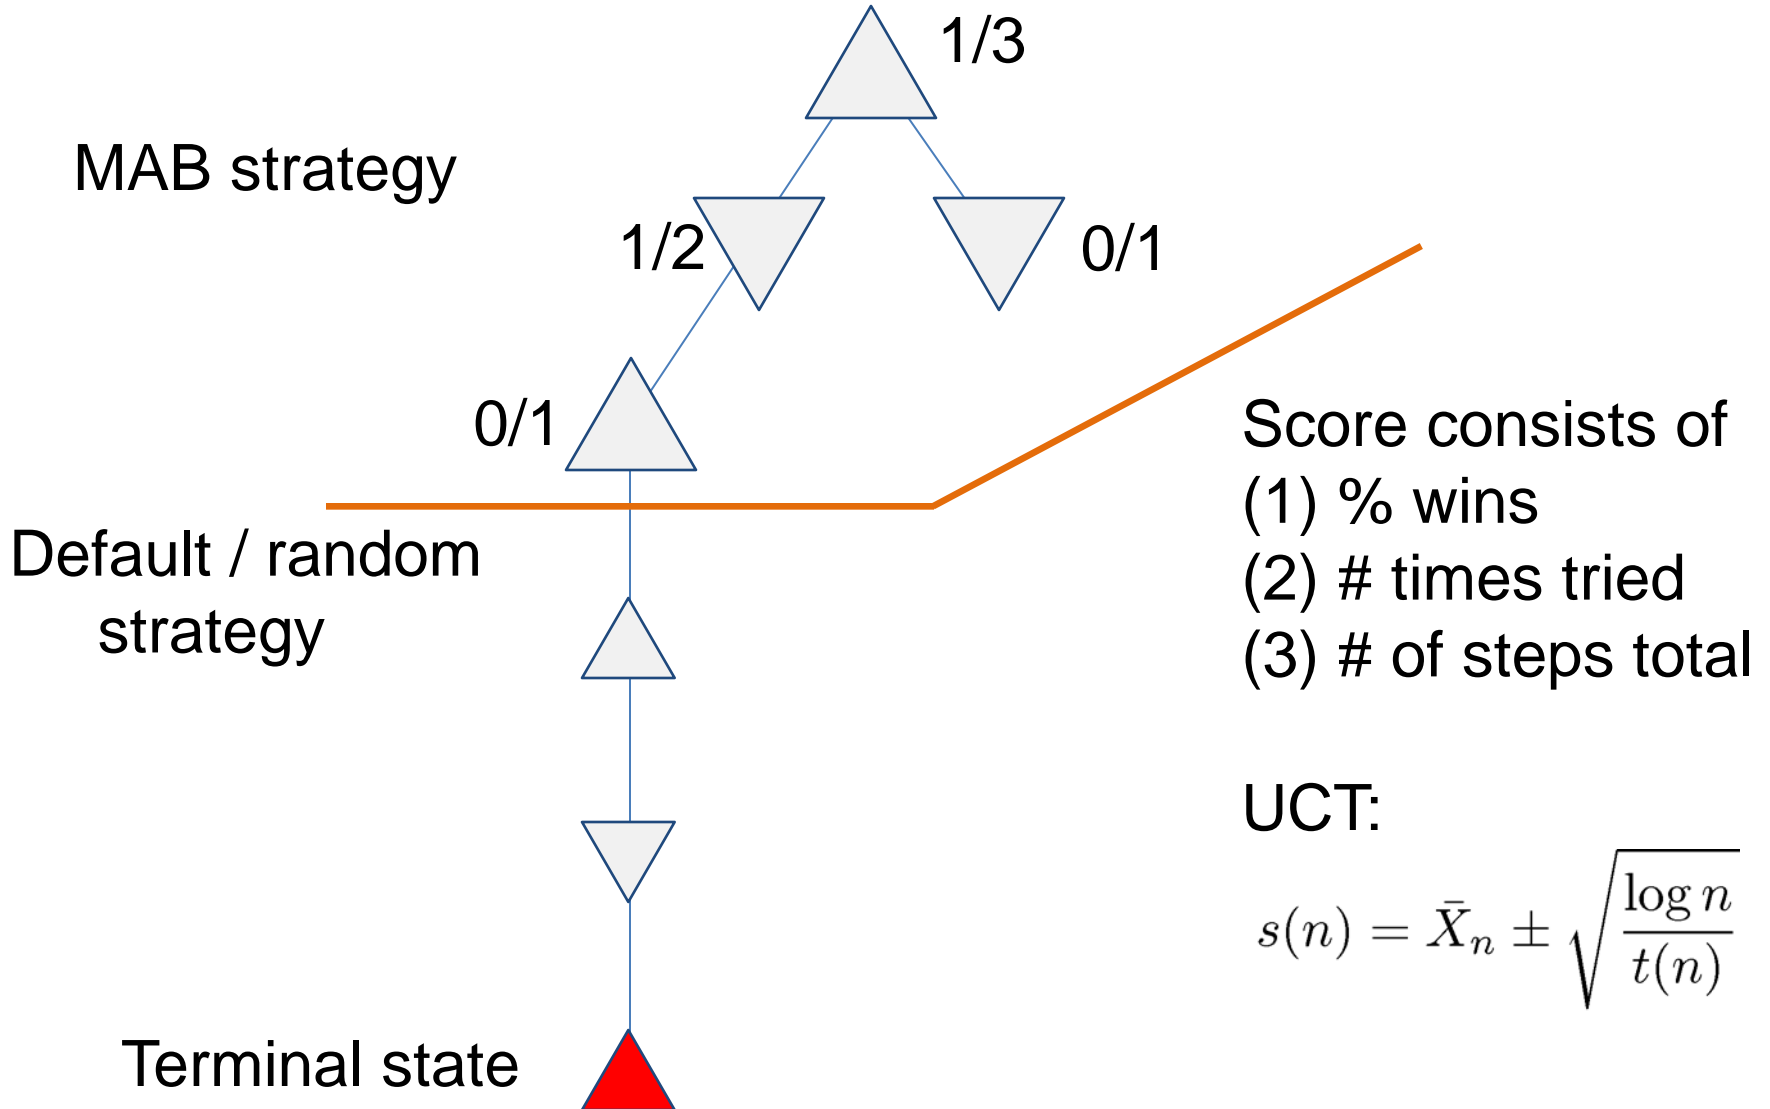 1/3
MAB strategy
1/2
0/1
0/1
Default / random
strategy
Terminal state
Score consists of
(1) % wins
(2) # times tried
(3) # of steps total
UCT:
s(n) = X̄ₙ ± √(log n / t(n))